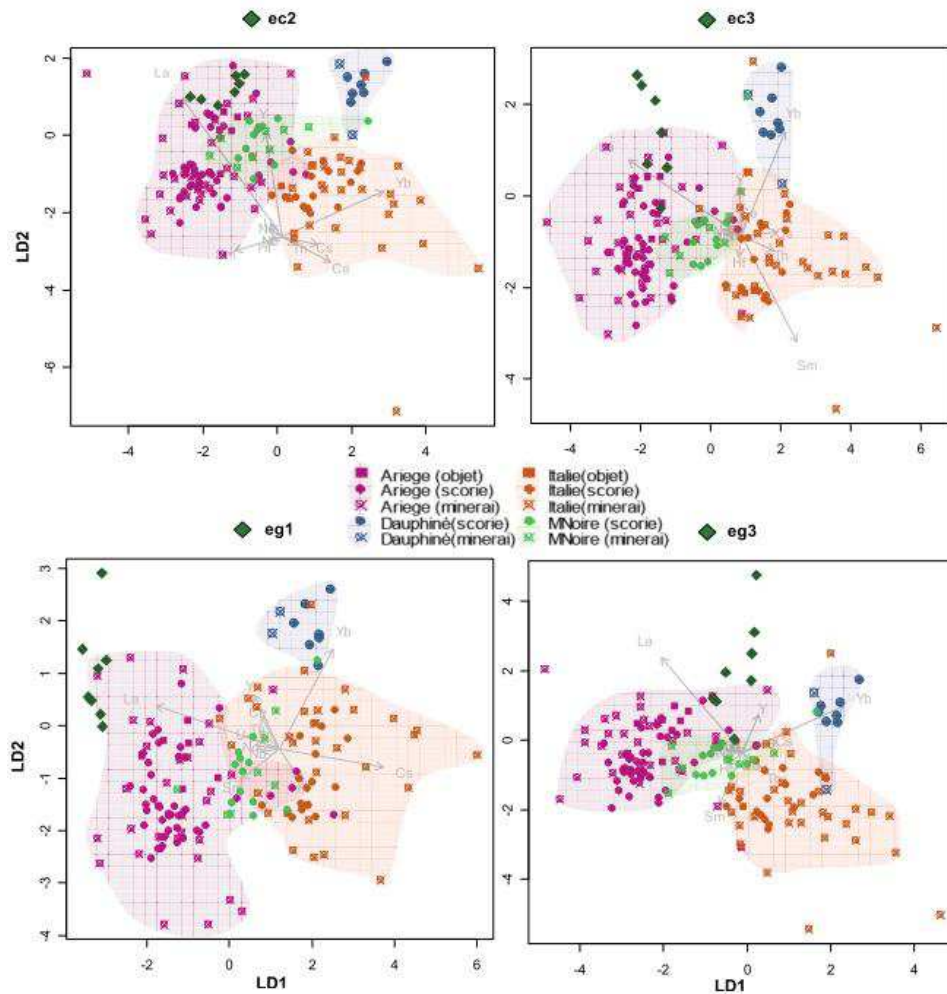 ec2
ec3
2
0
-2
-4
-6
LD2
-4
-2
0
2
4
La
Yb
Cs
2
0
-2
-4
-4
-2
0
2
4
6
Yb
Sm
Ariege (objet)
Ariege (scorie)
Ariege (minerai)
Dauphiné(scorie)
Dauphiné(minerai)
Italie(objet)
Italie(scorie)
Italie(minerai)
MNoire (scorie)
MNoire (minerai)
eg1
eg3
3
2
1
0
-1
-2
-3
-4
LD2
-2
0
2
4
6
LD1
La
Yb
Cs
4
2
0
-2
-4
-4
-2
0
2
4
LD1
La
Y
Yb
Sm